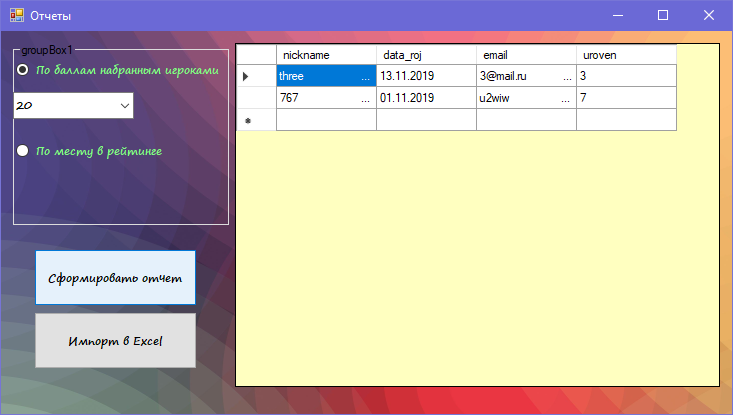 Отчеты
groupBox1
По баллам набранным игроками
20
По месту в рейтинге
Сформировать отчет
Импорт в Excel
nickname data_roj email uroven
three ... 13.11.2019 3@mail.ru ... 3
767 ... 01.11.2019 u2wiw ... 7